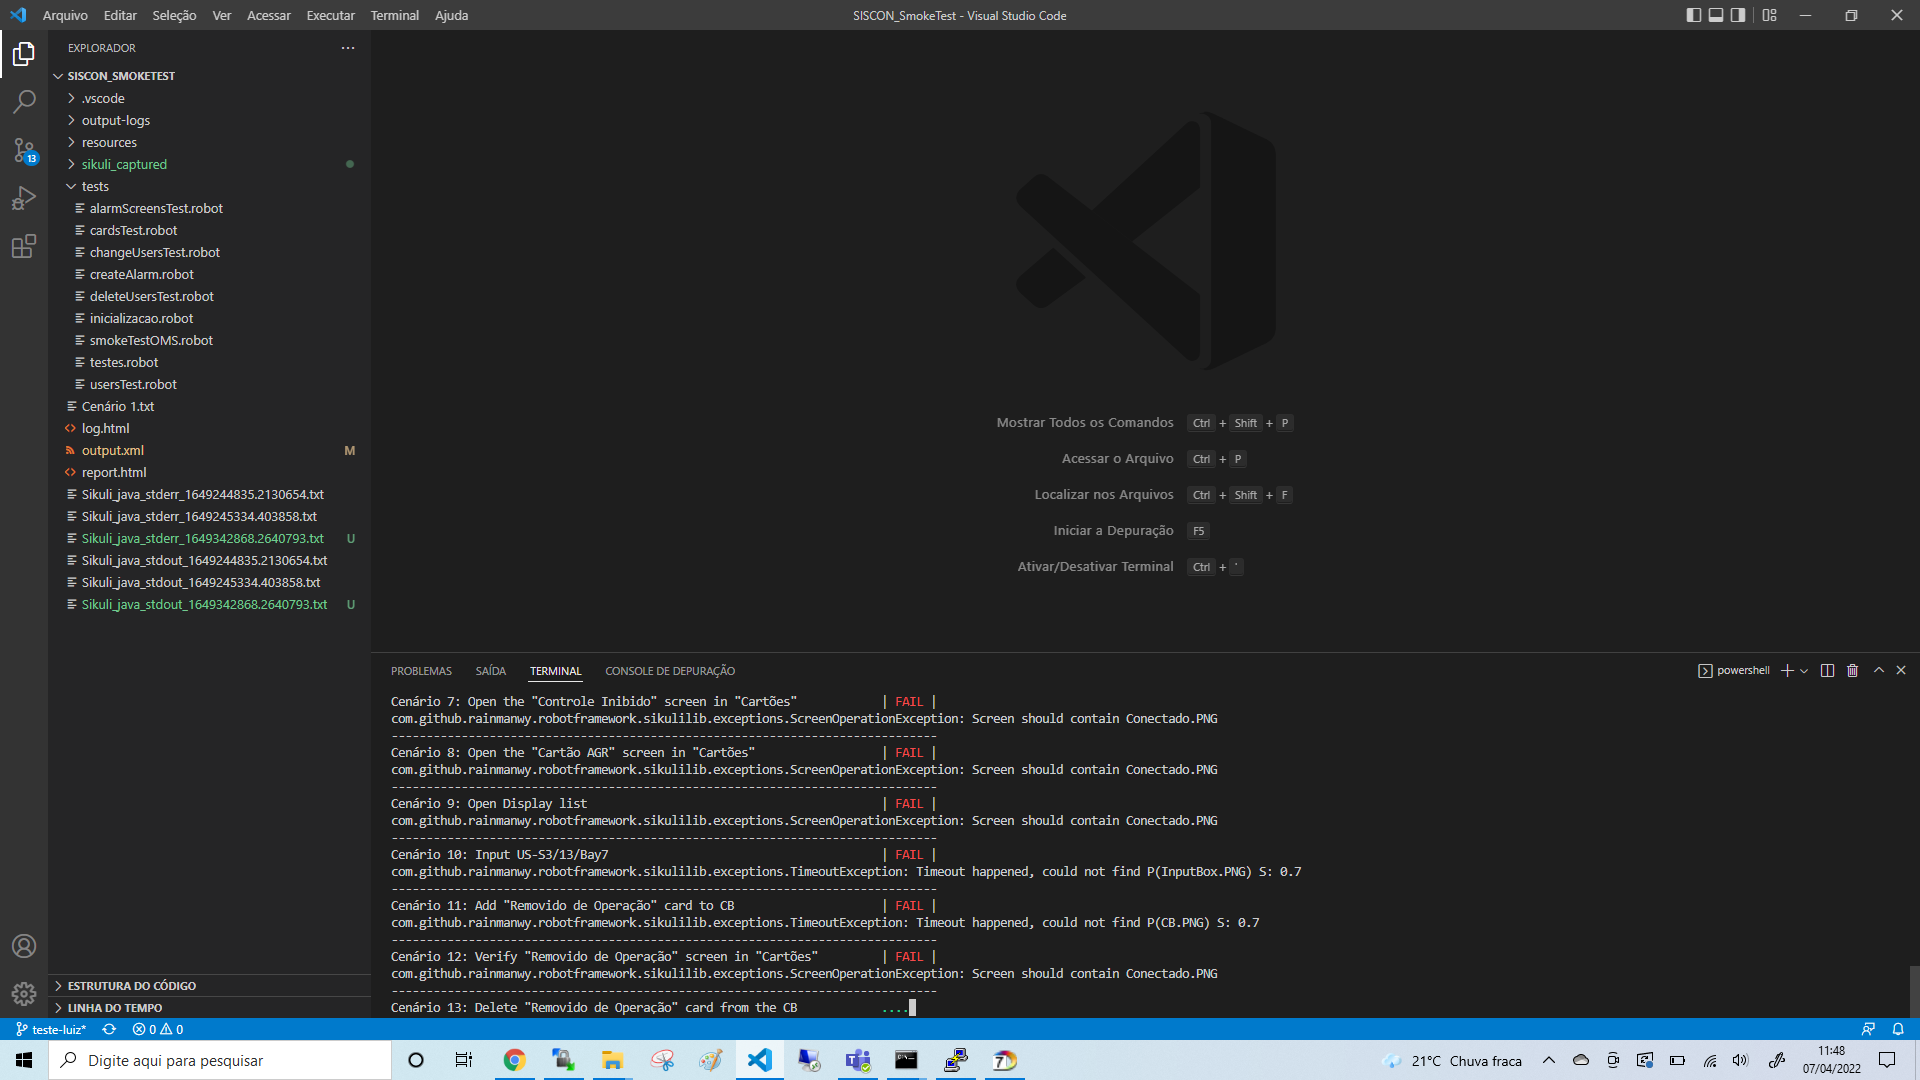 Arquivo Editar Seleção Ver Acessar Executar Terminal Ajuda
SISCON_SmokeTest - Visual Studio Code
EXPLORADOR
SISCON_SMOKETEST
.vscode
output-logs
resources
sikuli_captured
tests
alarmScreensTest.robot
cardsTest.robot
changeUsersTest.robot
createAlarm.robot
deleteUsersTest.robot
inicializacao.robot
smokeTestOMS.robot
testes.robot
usersTest.robot
Cenário 1.txt
log.html
output.xml M
report.html
Sikuli_java_stderr_1649244835.2130654.txt
Sikuli_java_stderr_1649245334.403858.txt
Sikuli_java_stderr_1649342868.2640793.txt U
Sikuli_java_stdout_1649244835.2130654.txt
Sikuli_java_stdout_1649245334.403858.txt
Sikuli_java_stdout_1649342868.2640793.txt U
13
ESTRUTURA DO CÓDIGO
LINHA DO TEMPO
Mostrar Todos os Comandos Ctrl + Shift + P
Acessar o Arquivo Ctrl + P
Localizar nos Arquivos Ctrl + Shift + F
Iniciar a Depuração F5
Ativar/Desativar Terminal Ctrl + '
PROBLEMAS SAÍDA TERMINAL CONSOLE DE DEPURAÇÃO
powershell
Cenário 7: Open the "Controle Inibido" screen in "Cartões" | FAIL |
com.github.rainmanwy.robotframework.sikulilib.exceptions.ScreenOperationException: Screen should contain Conectado.PNG
------------------------------------------------------------------------------
Cenário 8: Open the "Cartão AGR" screen in "Cartões" | FAIL |
com.github.rainmanwy.robotframework.sikulilib.exceptions.ScreenOperationException: Screen should contain Conectado.PNG
------------------------------------------------------------------------------
Cenário 9: Open Display list | FAIL |
com.github.rainmanwy.robotframework.sikulilib.exceptions.ScreenOperationException: Screen should contain Conectado.PNG
------------------------------------------------------------------------------
Cenário 10: Input US-S3/13/Bay7 | FAIL |
com.github.rainmanwy.robotframework.sikulilib.exceptions.TimeoutException: Timeout happened, could not find P(InputBox.PNG) S: 0.7
------------------------------------------------------------------------------
Cenário 11: Add "Removido de Operação" card to CB | FAIL |
com.github.rainmanwy.robotframework.sikulilib.exceptions.TimeoutException: Timeout happened, could not find P(CB.PNG) S: 0.7
------------------------------------------------------------------------------
Cenário 12: Verify "Removido de Operação" screen in "Cartões" | FAIL |
com.github.rainmanwy.robotframework.sikulilib.exceptions.ScreenOperationException: Screen should contain Conectado.PNG
------------------------------------------------------------------------------
Cenário 13: Delete "Removido de Operação" card from the CB ....
teste-luiz* 0 0
Digite aqui para pesquisar
21°C Chuva fraca
11:48
07/04/2022